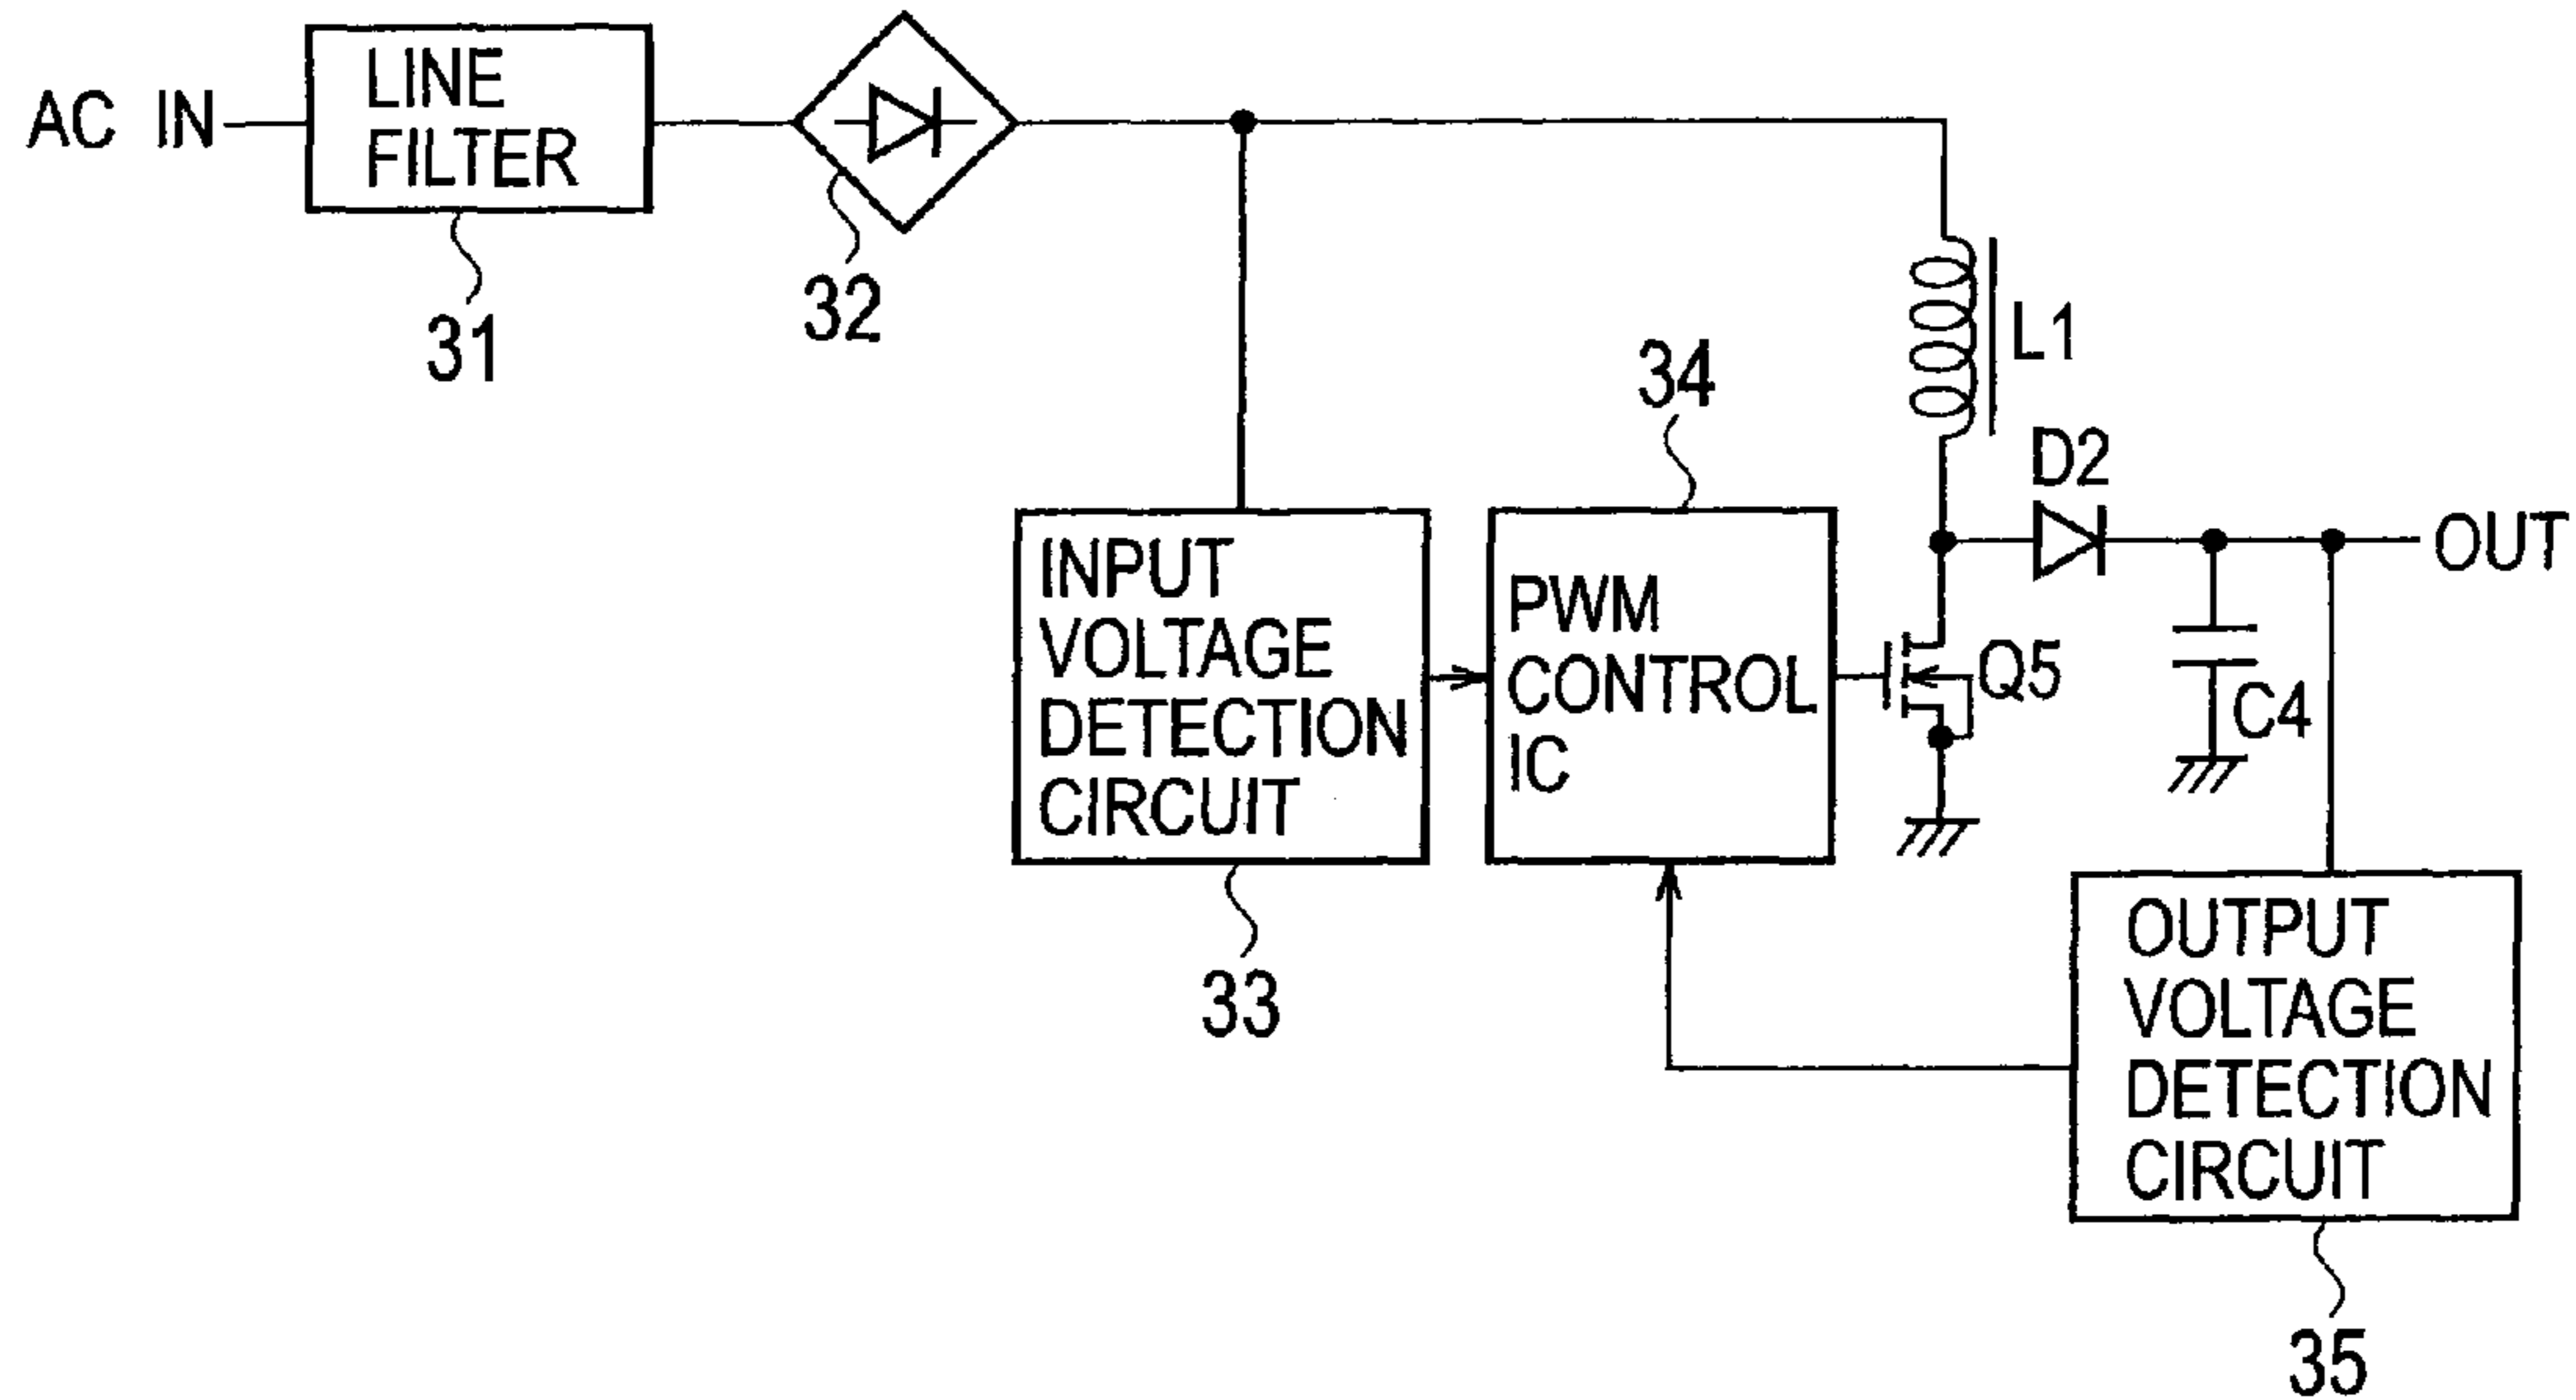 AC IN
LINE
FILTER
31
32
L1
34
D2
OUT
INPUT
VOLTAGE
DETECTION
CIRCUIT
33
PWM
CONTROL
IC
Q5
C4
OUTPUT
VOLTAGE
DETECTION
CIRCUIT
35